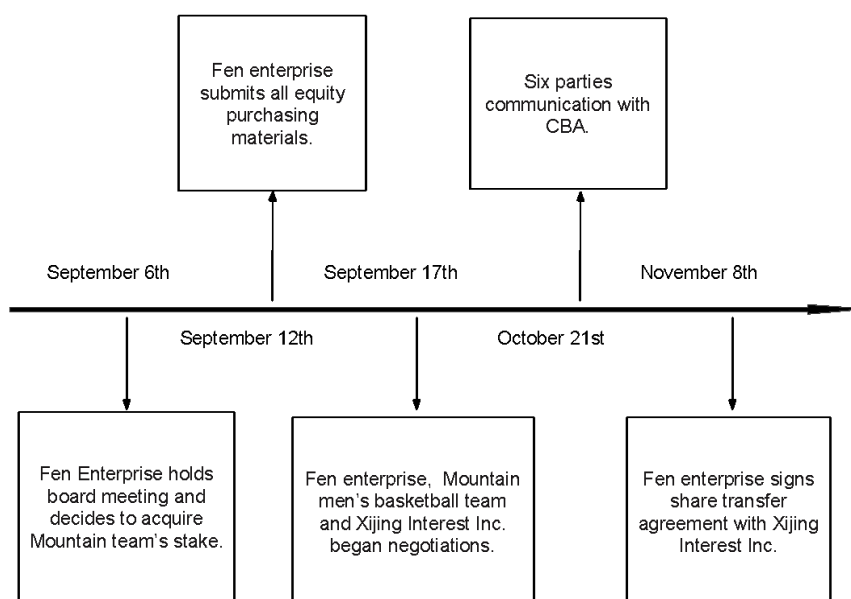 Fen enterprise
submits all equity
purchasing
materials.
Six parties
communication with
CBA.
September 6th
September 17th
November 8th
September 12th
October 21st
Fen Enterprise holds
board meeting and
decides to acquire
Mountain team's stake.
Fen enterprise,  Mountain
men's basketball team
and Xijing Interest Inc.
began negotiations.
Fen enterprise signs
share transfer
agreement with Xijing
Interest Inc.